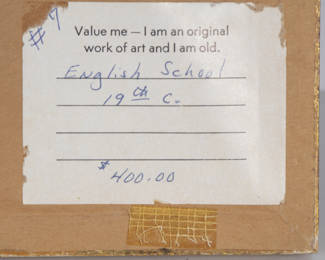 #7
Value me — I am an original
work of art and I am old.
English School
19th C.
$400.00